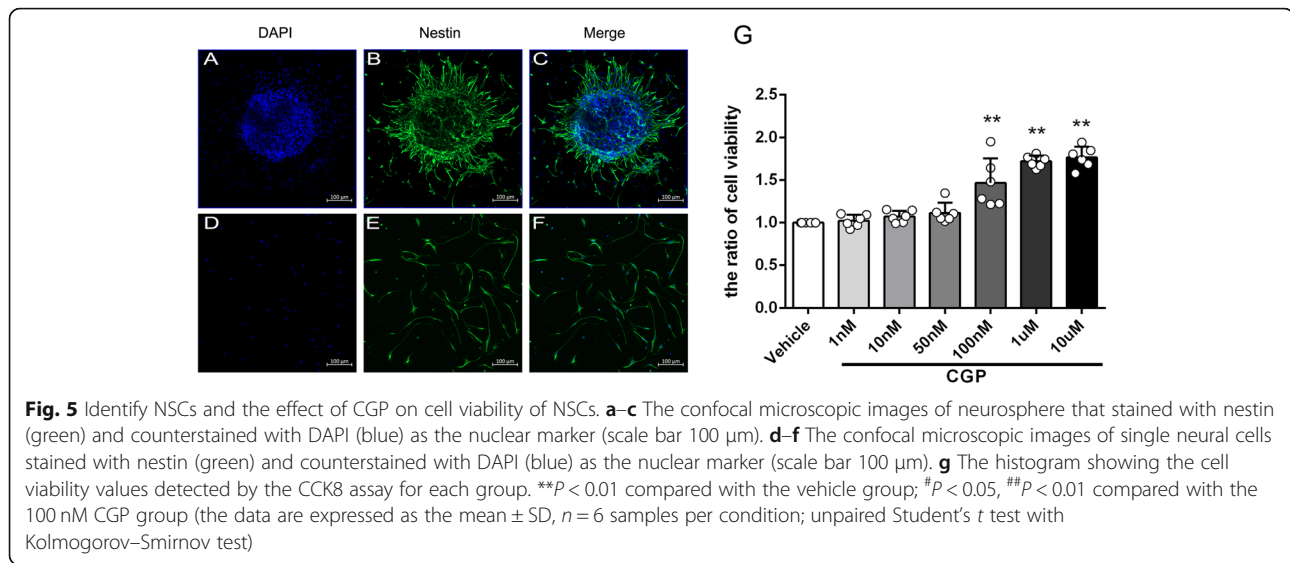 DAPI Nestin Merge
A B C
100 µm 100 µm 100 µm
D E F
100 µm 100 µm 100 µm
G
the ratio of cell viability
2.5
2.0
1.5
1.0
0.5
0.0
** ** **
Vehicle 1nM 10nM 50nM 100nM 1uM 10uM
CGP
Fig. 5 Identify NSCs and the effect of CGP on cell viability of NSCs. a–c The confocal microscopic images of neurosphere that stained with nestin
(green) and counterstained with DAPI (blue) as the nuclear marker (scale bar 100 μm). d–f The confocal microscopic images of single neural cells
stained with nestin (green) and counterstained with DAPI (blue) as the nuclear marker (scale bar 100 μm). g The histogram showing the cell
viability values detected by the CCK8 assay for each group. **P < 0.01 compared with the vehicle group; #P < 0.05, ##P < 0.01 compared with the
100 nM CGP group (the data are expressed as the mean ± SD, n = 6 samples per condition; unpaired Student's t test with
Kolmogorov–Smirnov test)